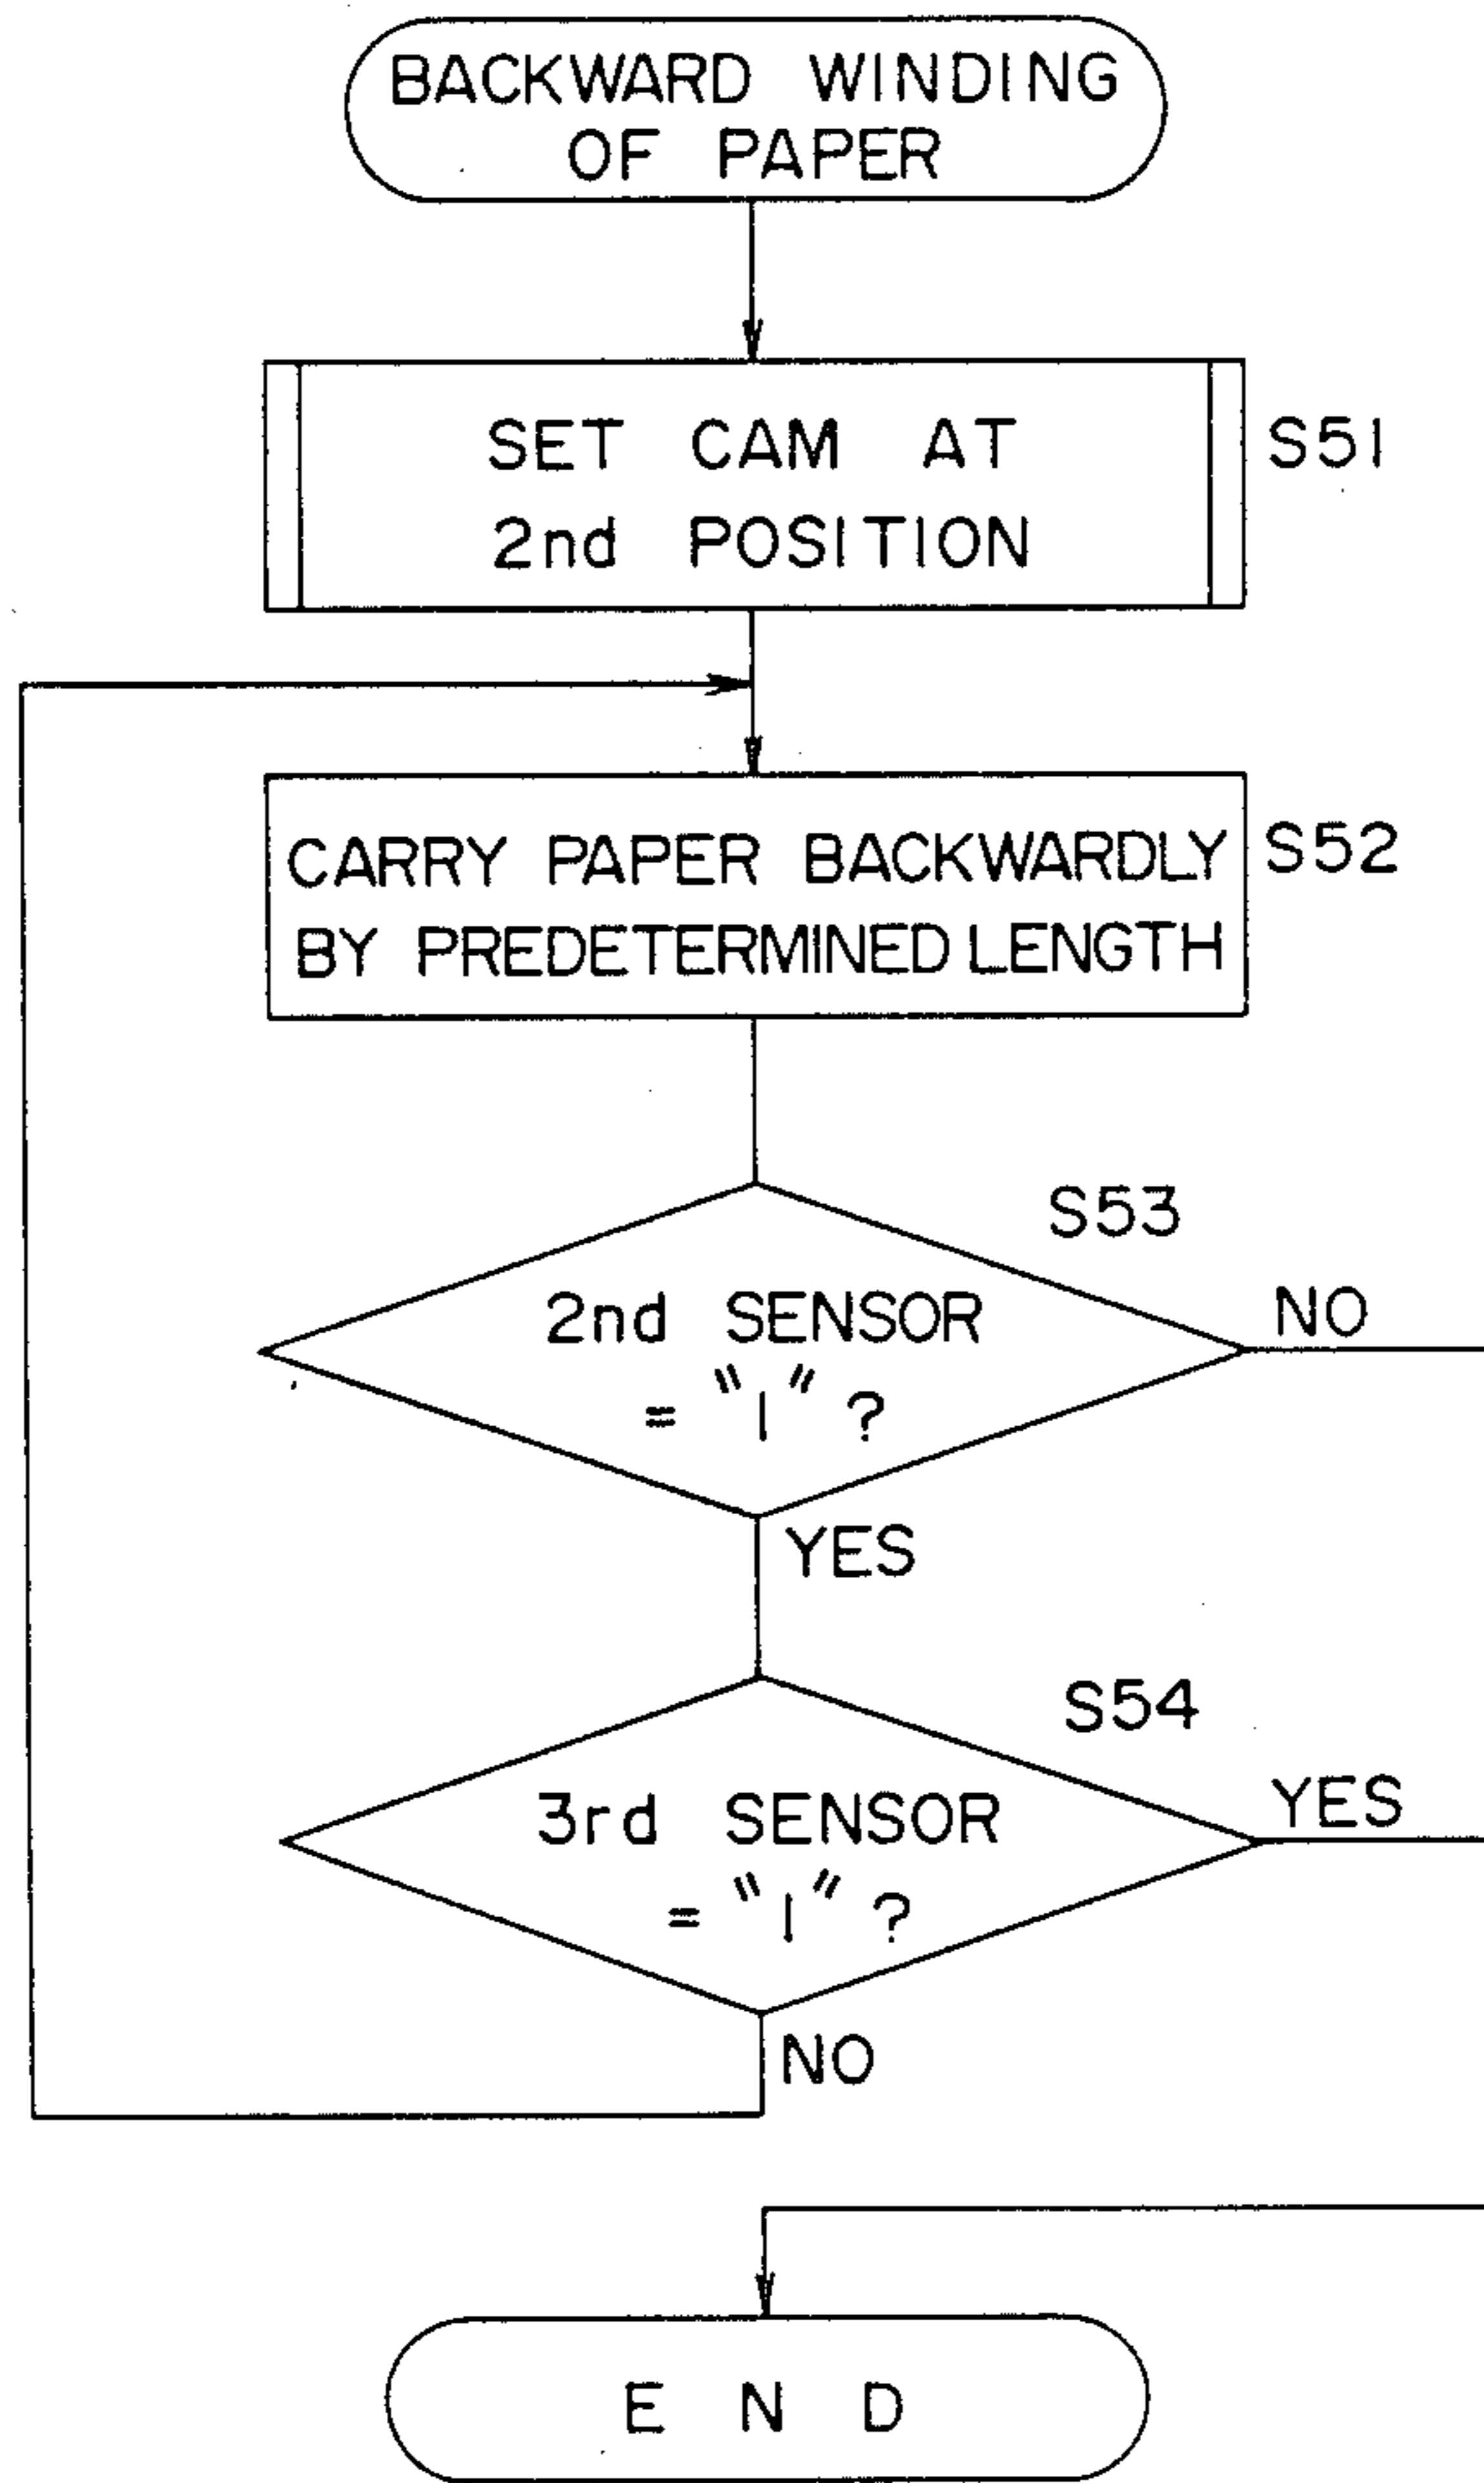 BACKWARD WINDING
OF PAPER
SET CAM AT
2nd POSITION
S51
CARRY PAPER BACKWARDLY
BY PREDETERMINED LENGTH
S52
S53
2nd SENSOR
= "1" ?
NO
YES
S54
3rd SENSOR
= "1" ?
YES
NO
END